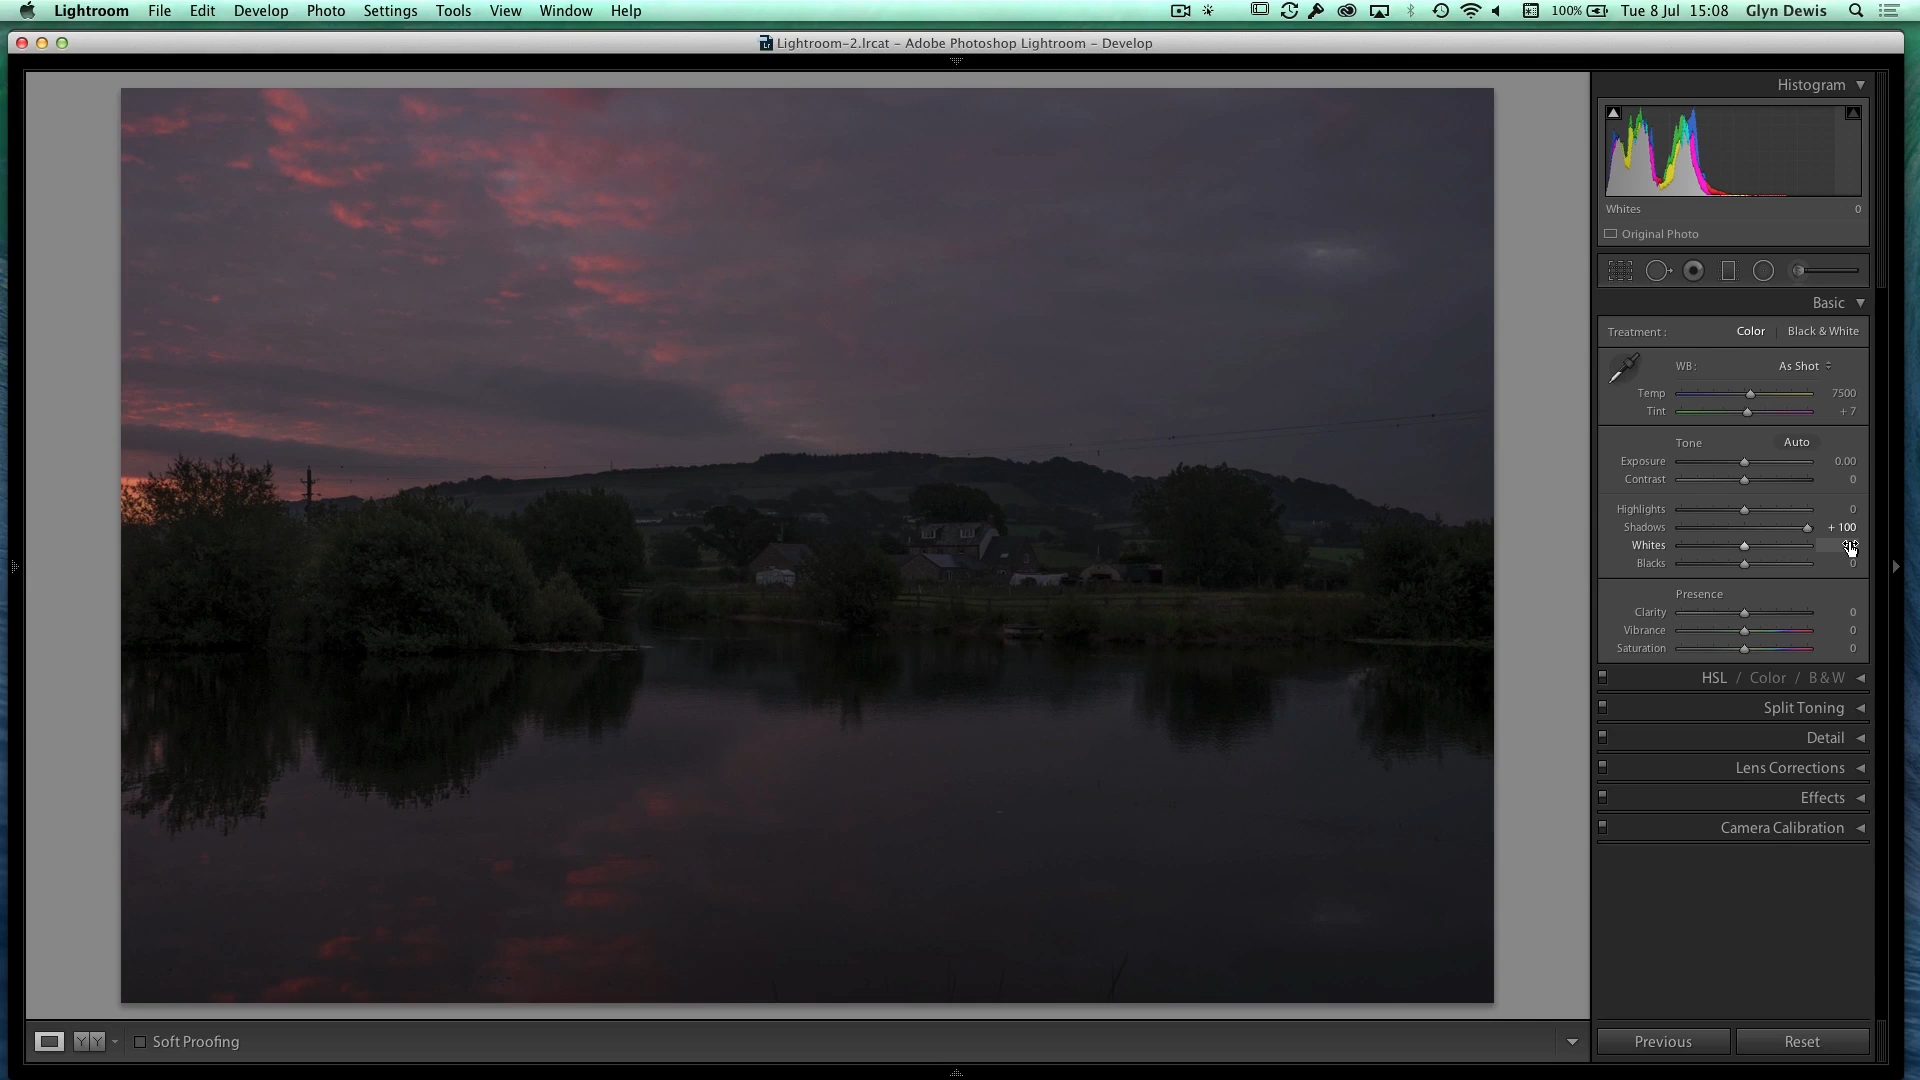 Lightroom File Edit Develop Photo Settings Tools View Window Help 100% Tue 8 Jul 15:08 Glyn Dewis
Lightroom-2.lrcat – Adobe Photoshop Lightroom – Develop
Histogram
Whites 0
Original Photo
Basic
Treatment : Color Black & White
WB: As Shot
Temp 7500
Tint + 7
Tone Auto
Exposure 0.00
Contrast 0
Highlights 0
Shadows + 100
Whites
Blacks 0
Presence
Clarity 0
Vibrance 0
Saturation 0
HSL / Color / B & W
Split Toning
Detail
Lens Corrections
Effects
Camera Calibration
YY Soft Proofing
Previous Reset